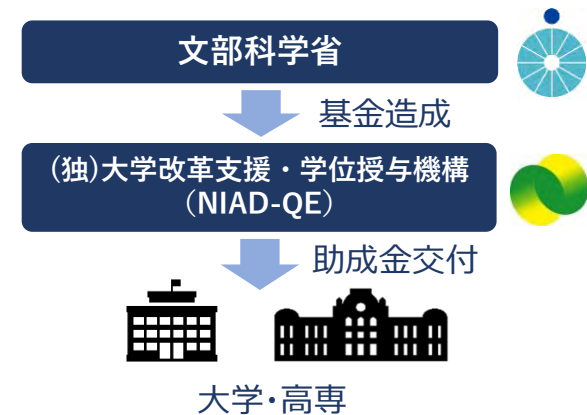 文部科学省
基金造成
(独)大学改革支援・学位授与機構
（NIAD-QE）
助成金交付
大学・高専